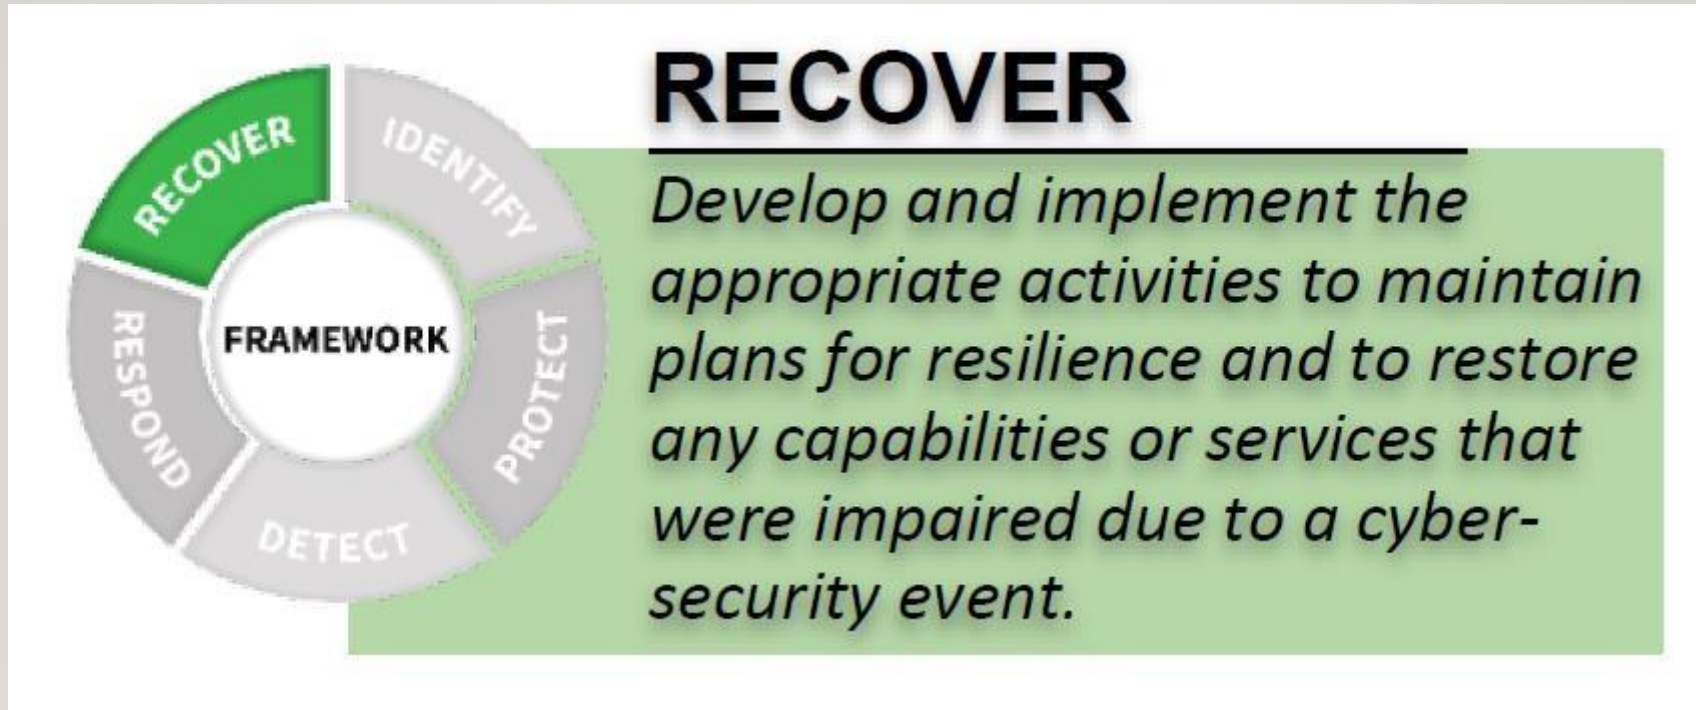 RECOVER
Develop and implement the
appropriate activities to maintain
plans for resilience and to restore
any capabilities or services that
were impaired due to a cyber-
security event.
RECOVER
IDENTIFY
PROTECT
DETECT
RESPOND
FRAMEWORK